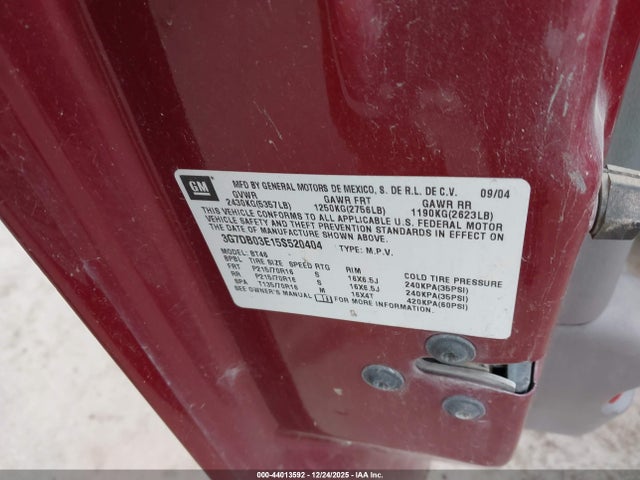 GM
MFD BY GENERAL MOTORS DE MEXICO, S. DE R.L. DE C.V. 09/04
GVWR GAWR FRT GAWR RR
2430KG(5357LB) 1250KG(2756LB) 1190KG(2623LB)
THIS VEHICLE CONFORMS TO ALL APPLICABLE U.S. FEDERAL MOTOR
VEHICLE SAFETY AND THEFT PREVENTION STANDARDS IN EFFECT ON
THE DATE OF MANUFACTURE SHOWN ABOVE.
3G7DB03E15S520404 TYPE: M.P.V.
MODEL: BT48
BPBL TIRE SIZE SPEED RTG RIM COLD TIRE PRESSURE
FRT P215/70R16 S 16X6.5J 240KPA(35PSI)
RR P215/70R16 S 16X6.5J 240KPA(35PSI)
SPA T135/70R16 M 16X4T 420KPA(60PSI)
SEE OWNER'S MANUAL FOR MORE INFORMATION.
000-44013592 - 12/24/2025 - IAA Inc.